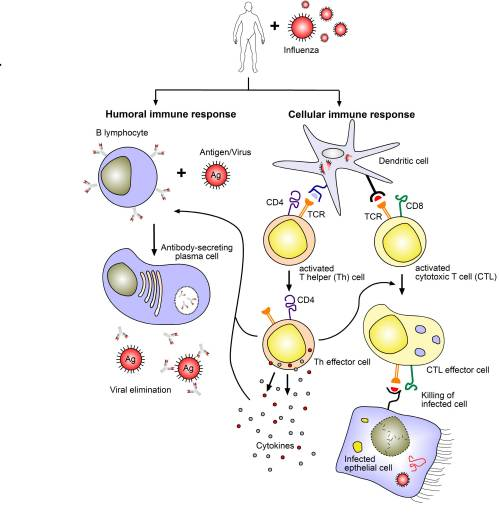 Influenza
Humoral immune response
Cellular immune response
B lymphocyte
Antigen/Virus
Ag
Dendritic cell
CD4
TCR
TCR
CD8
Antibody-secreting
plasma cell
activated
T helper (Th) cell
activated
cytotoxic T cell (CTL)
CD4
Th effector cell
Ag
Ag
Viral elimination
CTL effector cell
Killing of
infected cell
Cytokines
Infected
epthelial cell